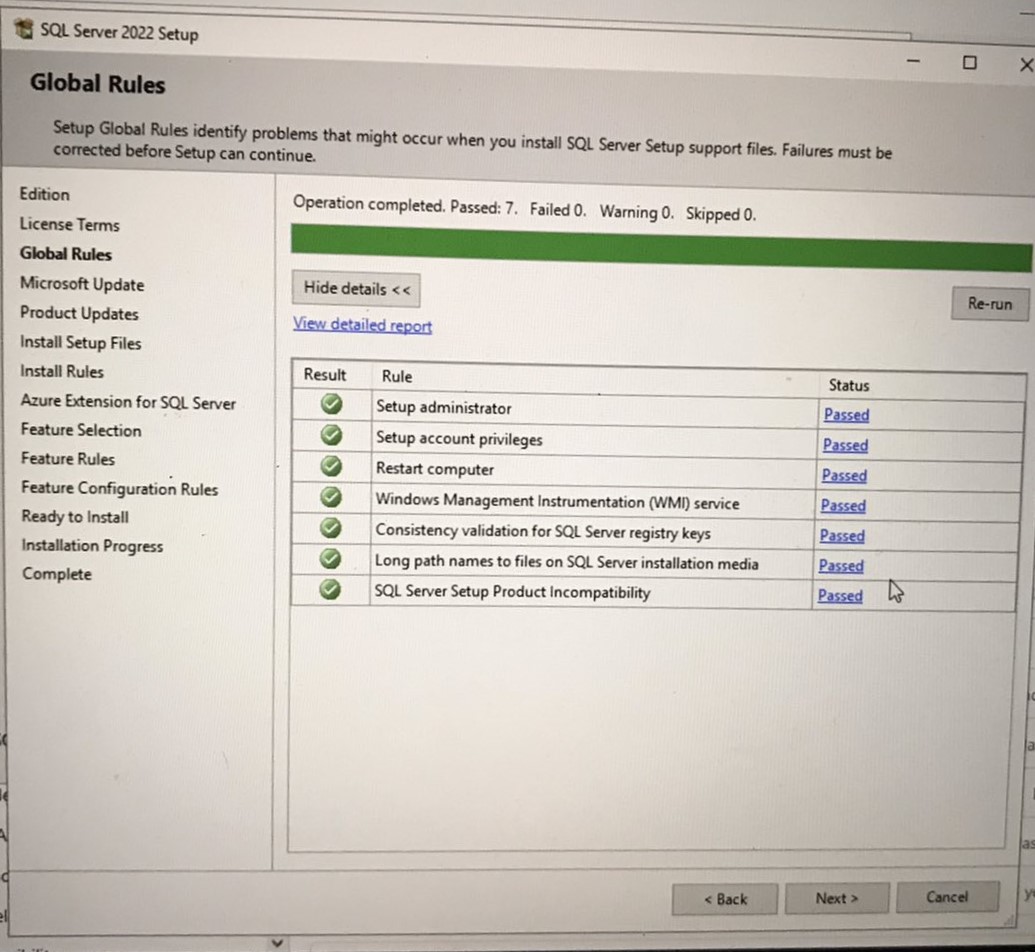 SQL Server 2022 Setup
Global Rules
Setup Global Rules identify problems that might occur when you install SQL Server Setup support files. Failures must be
corrected before Setup can continue.
Edition
License Terms
Global Rules
Microsoft Update
Product Updates
Install Setup Files
Install Rules
Azure Extension for SQL Server
Feature Selection
Feature Rules
Feature Configuration Rules
Ready to Install
Installation Progress
Complete
Operation completed. Passed: 7. Failed 0. Warning 0. Skipped 0.
Hide details <<
Re-run
View detailed report
Result Rule Status
Setup administrator Passed
Setup account privileges Passed
Restart computer Passed
Windows Management Instrumentation (WMI) service Passed
Consistency validation for SQL Server registry keys Passed
Long path names to files on SQL Server installation media Passed
SQL Server Setup Product Incompatibility Passed
< Back Next > Cancel